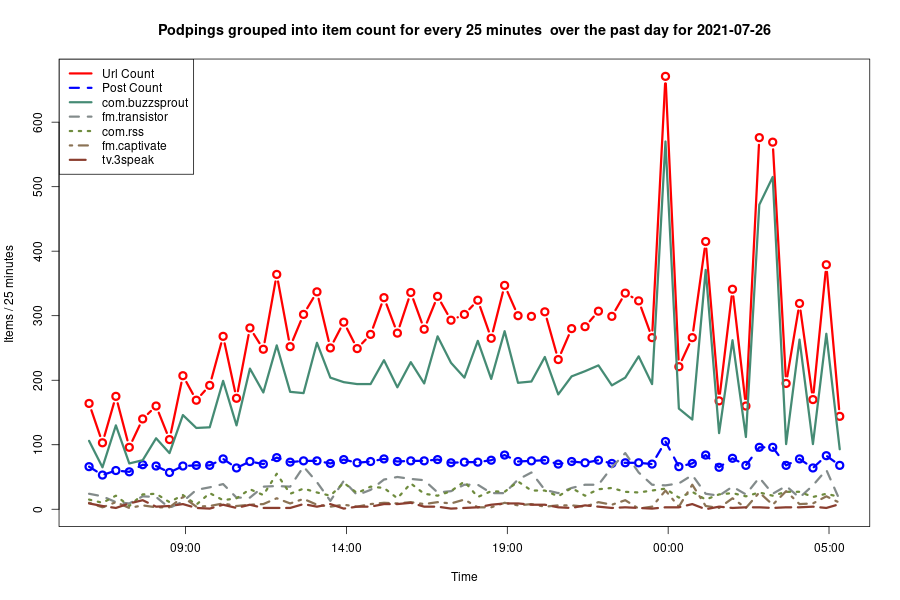 Podpings grouped into item count for every 25 minutes  over the past day for 2021-07-26
Url Count
Post Count
com.buzzsprout
fm.transistor
com.rss
fm.captivate
tv.3speak
Items / 25 minutes
600
500
400
300
200
100
0
09:00 14:00 19:00 00:00 05:00
Time